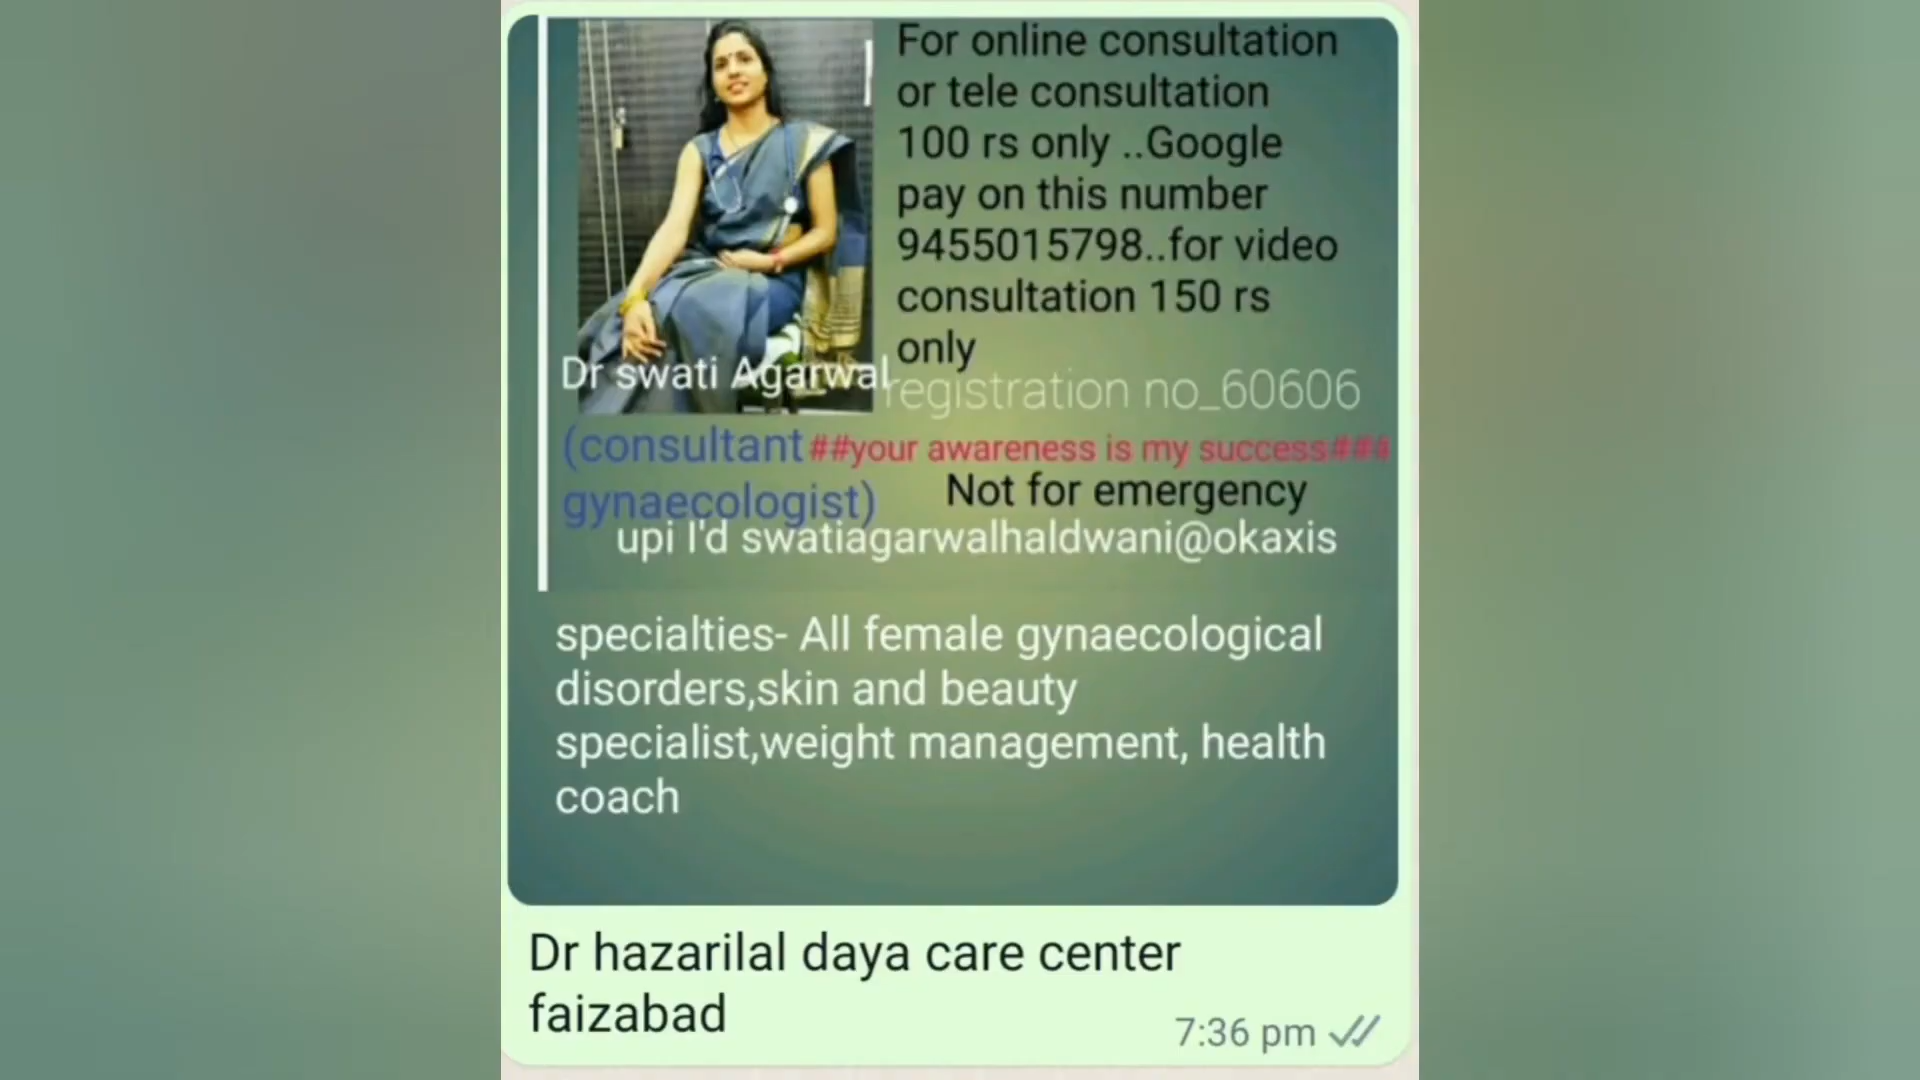 For online consultation
or tele consultation
100 rs only ..Google
pay on this number
9455015798..for video
consultation 150 rs
only
Dr swati Agarwal
registration no_60606
(consultant
gynaecologist)
##your awareness is my success###
Not for emergency
upi I'd swatiagarwalhaldwani@okaxis
specialties- All female gynaecological
disorders,skin and beauty
specialist,weight management, health
coach
Dr hazarilal daya care center
faizabad
7:36 pm